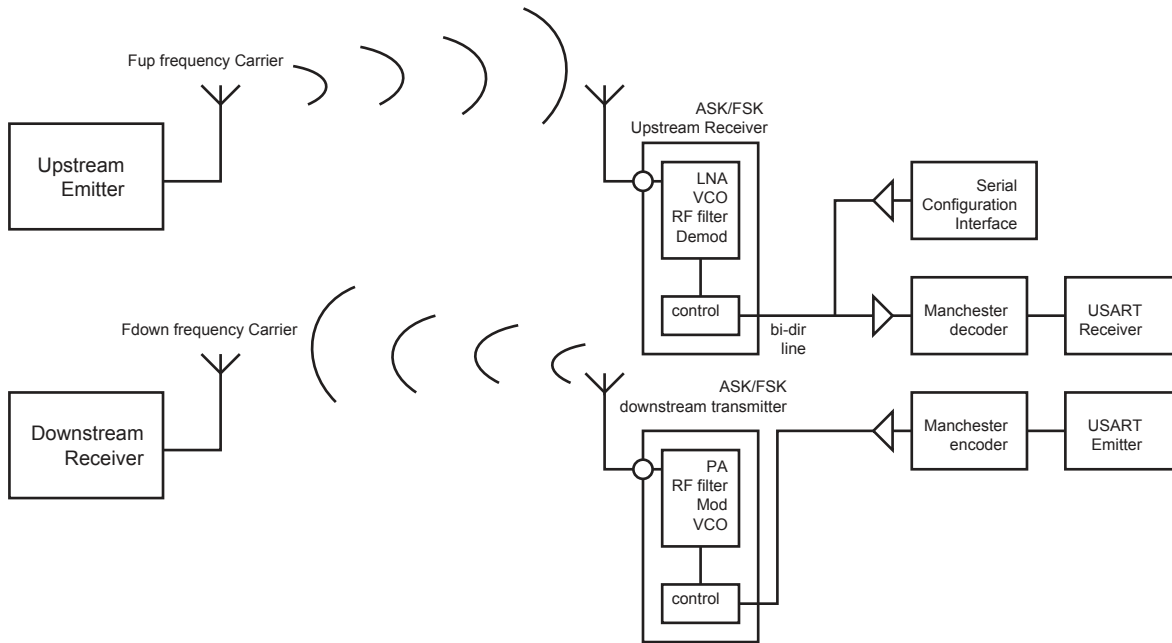 Fup frequency Carrier
Upstream
Emitter
ASK/FSK
Upstream Receiver
LNA
VCO
RF filter
Demod
control
bi-dir
line
Serial
Configuration
Interface
Manchester
decoder
USART
Receiver
Fdown frequency Carrier
Downstream
Receiver
ASK/FSK
downstream transmitter
PA
RF filter
Mod
VCO
control
Manchester
encoder
USART
Emitter